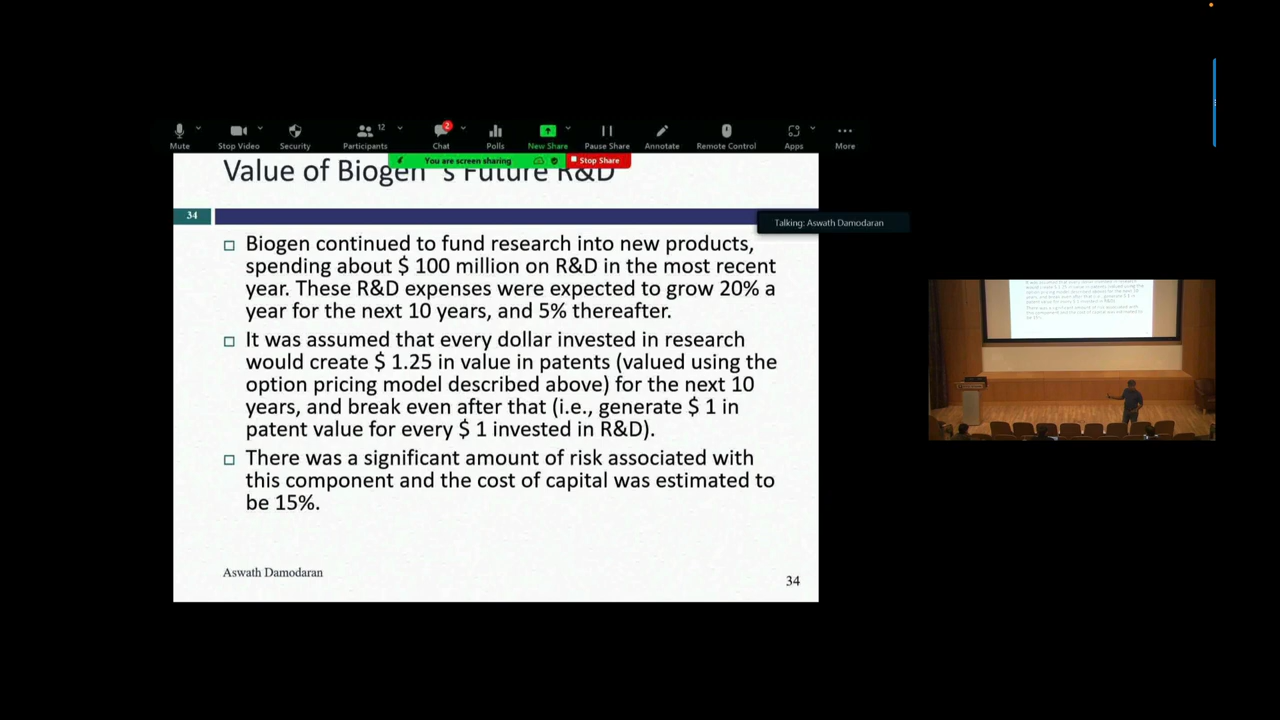 Mute
Stop Video
Security
12
Participants
2
Chat
Polls
New Share
Pause Share
Annotate
Remote Control
Apps
More
You are screen sharing
Stop Share
Value of Biogen 's Future R&D
34
Talking: Aswath Damodaran
Biogen continued to fund research into new products,
spending about $ 100 million on R&D in the most recent
year. These R&D expenses were expected to grow 20% a
year for the next 10 years, and 5% thereafter.
It was assumed that every dollar invested in research
would create $ 1.25 in value in patents (valued using the
option pricing model described above) for the next 10
years, and break even after that (i.e., generate $ 1 in
patent value for every $ 1 invested in R&D).
There was a significant amount of risk associated with
this component and the cost of capital was estimated to
be 15%.
Aswath Damodaran
34